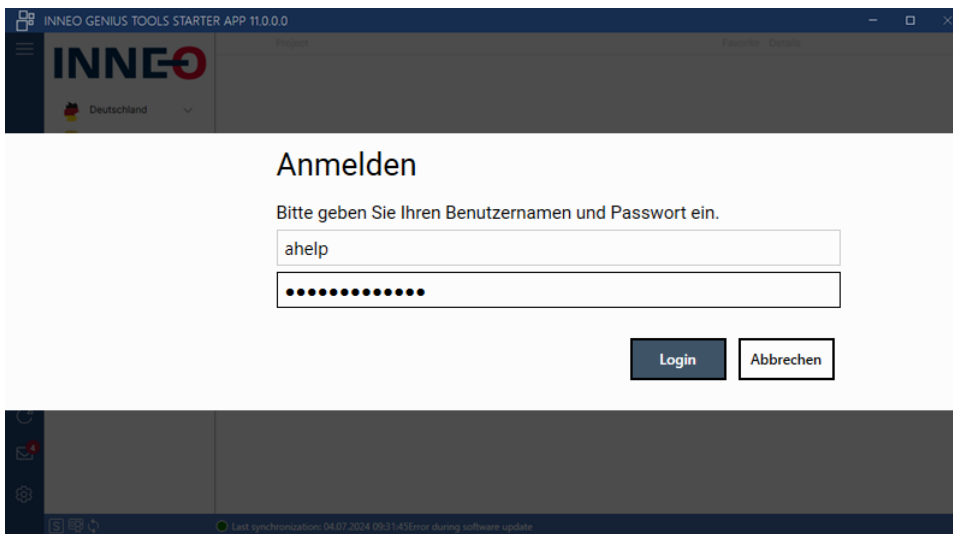 INNEO GENIUS TOOLS STARTER APP 11.0.0.0
Project
Favorite Details
INNEO
Deutschland
Anmelden
Bitte geben Sie Ihren Benutzernamen und Passwort ein.
ahelp
Login
Abbrechen
4
S
Last synchronization: 04.07.2024 09:31:45Error during software update